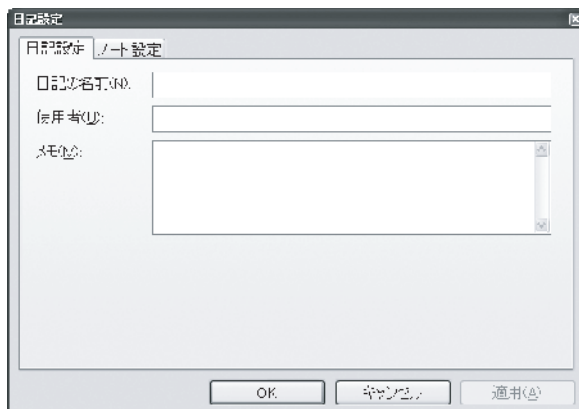 日記設定
日記設定 ノート設定
日記の名前(N):
使用者(U):
メモ(M):
OK キャンセル 適用(A)